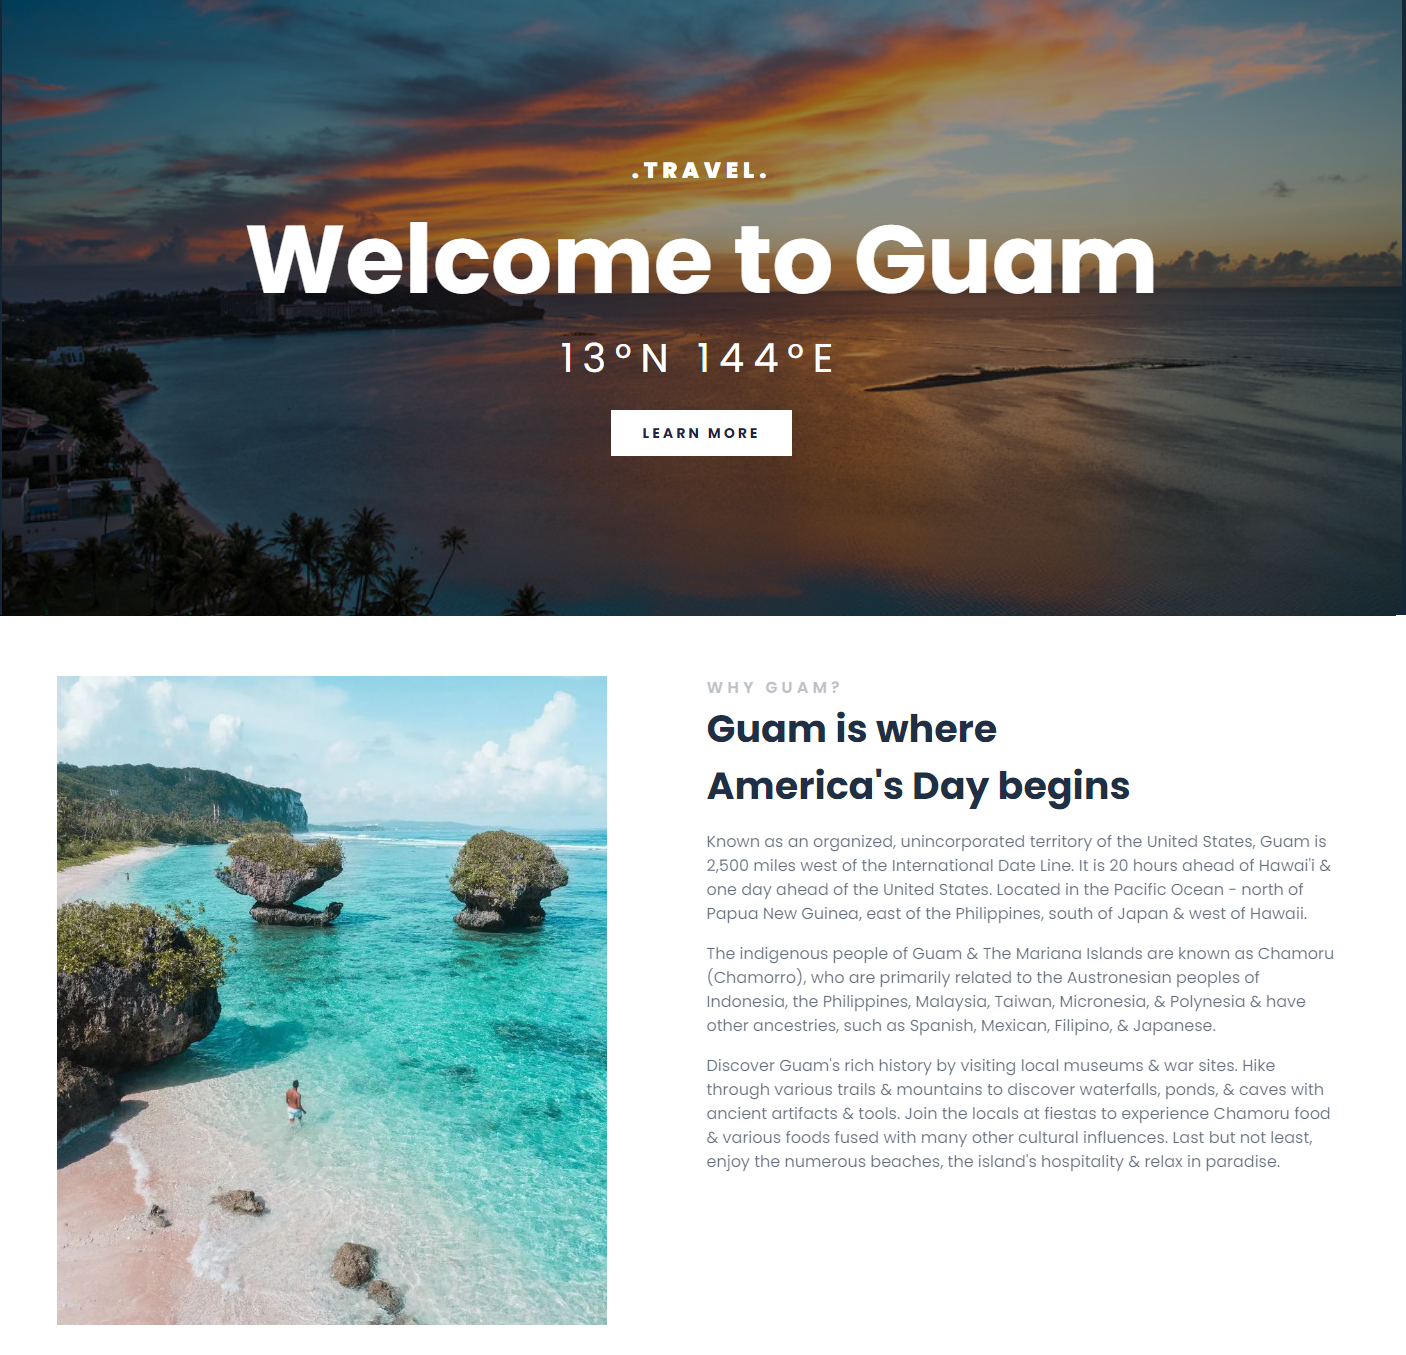 .TRAVEL.
Welcome to Guam
13°N 144°E
LEARN MORE
WHY GUAM?
Guam is where
America's Day begins
Known as an organized, unincorporated territory of the United States, Guam is
2,500 miles west of the International Date Line. It is 20 hours ahead of Hawai'i &
one day ahead of the United States. Located in the Pacific Ocean - north of
Papua New Guinea, east of the Philippines, south of Japan & west of Hawaii.
The indigenous people of Guam & The Mariana Islands are known as Chamoru
(Chamorro), who are primarily related to the Austronesian peoples of
Indonesia, the Philippines, Malaysia, Taiwan, Micronesia, & Polynesia & have
other ancestries, such as Spanish, Mexican, Filipino, & Japanese.
Discover Guam's rich history by visiting local museums & war sites. Hike
through various trails & mountains to discover waterfalls, ponds, & caves with
ancient artifacts & tools. Join the locals at fiestas to experience Chamoru food
& various foods fused with many other cultural influences. Last but not least,
enjoy the numerous beaches, the island's hospitality & relax in paradise.